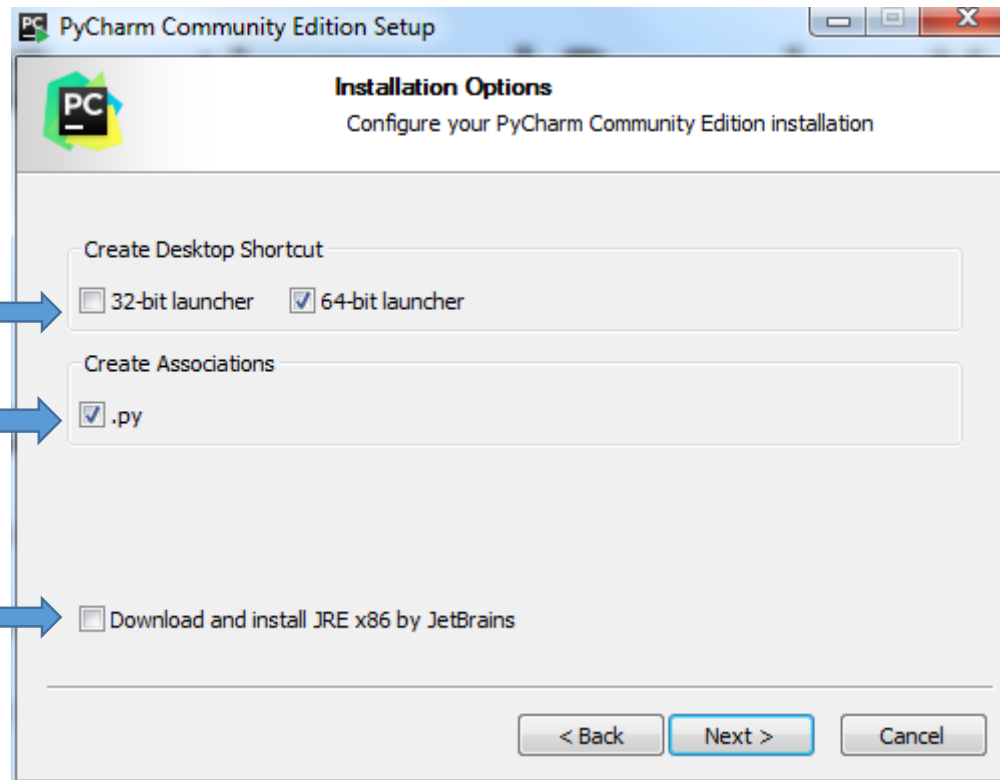 PC PyCharm Community Edition Setup
PC
Installation Options
Configure your PyCharm Community Edition installation
Create Desktop Shortcut
32-bit launcher 64-bit launcher
Create Associations
.py
Download and install JRE x86 by JetBrains
< Back Next > Cancel